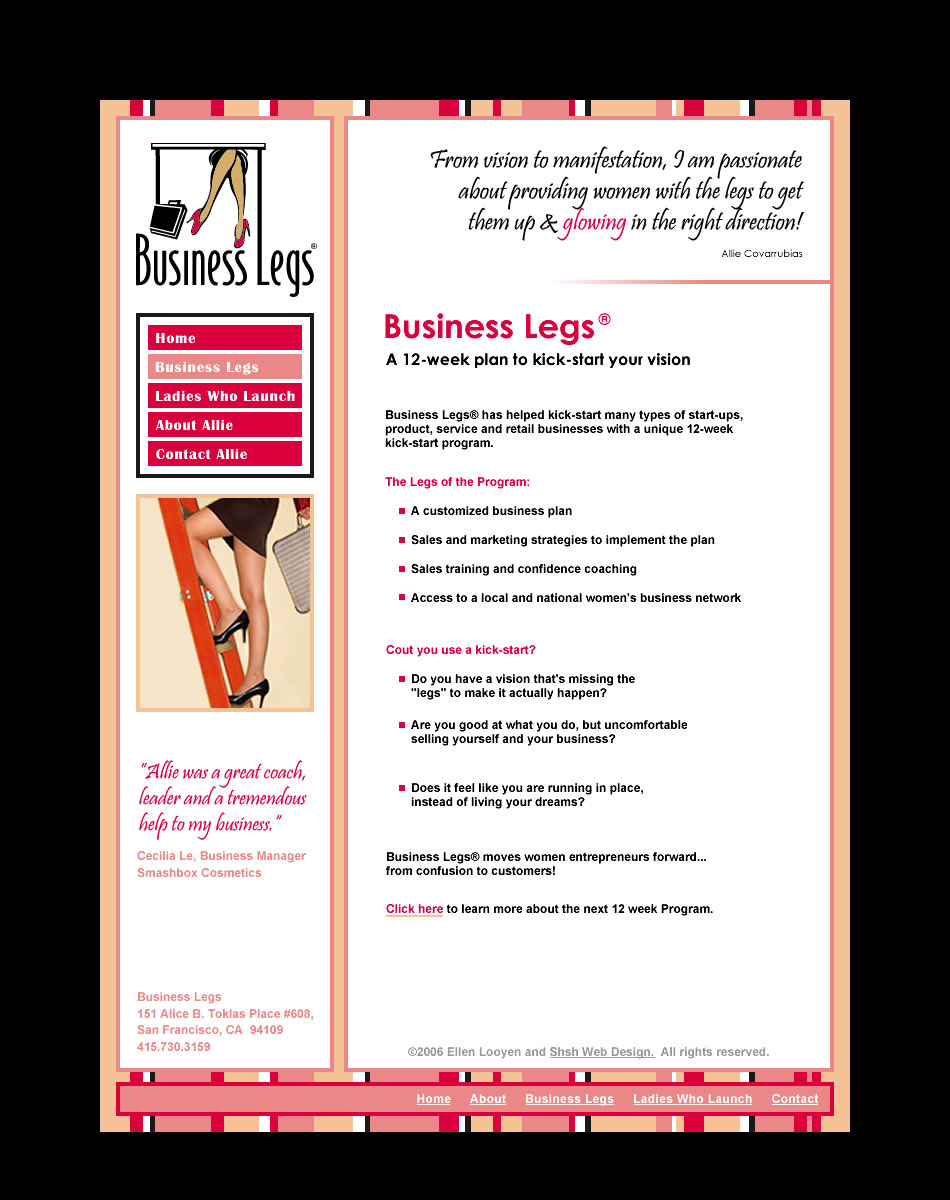 Business Legs®
Home
Business Legs
Ladies Who Launch
About Allie
Contact Allie
"Allie was a great coach,
leader and a tremendous
help to my business."
Cecilia Le, Business Manager
Smashbox Cosmetics
Business Legs
151 Alice B. Toklas Place #608,
San Francisco, CA  94109
415.730.3159
From vision to manifestation, I am passionate
about providing women with the legs to get
them up & glowing in the right direction!
Allie Covarrubias
Business Legs®
A 12-week plan to kick-start your vision
Business Legs® has helped kick-start many types of start-ups,
product, service and retail businesses with a unique 12-week
kick-start program.
The Legs of the Program:
A customized business plan
Sales and marketing strategies to implement the plan
Sales training and confidence coaching
Access to a local and national women's business network
Cout you use a kick-start?
Do you have a vision that's missing the
"legs" to make it actually happen?
Are you good at what you do, but uncomfortable
selling yourself and your business?
Does it feel like you are running in place,
instead of living your dreams?
Business Legs® moves women entrepreneurs forward...
from confusion to customers!
Click here to learn more about the next 12 week Program.
©2006 Ellen Looyen and Shsh Web Design.  All rights reserved.
Home About Business Legs Ladies Who Launch Contact